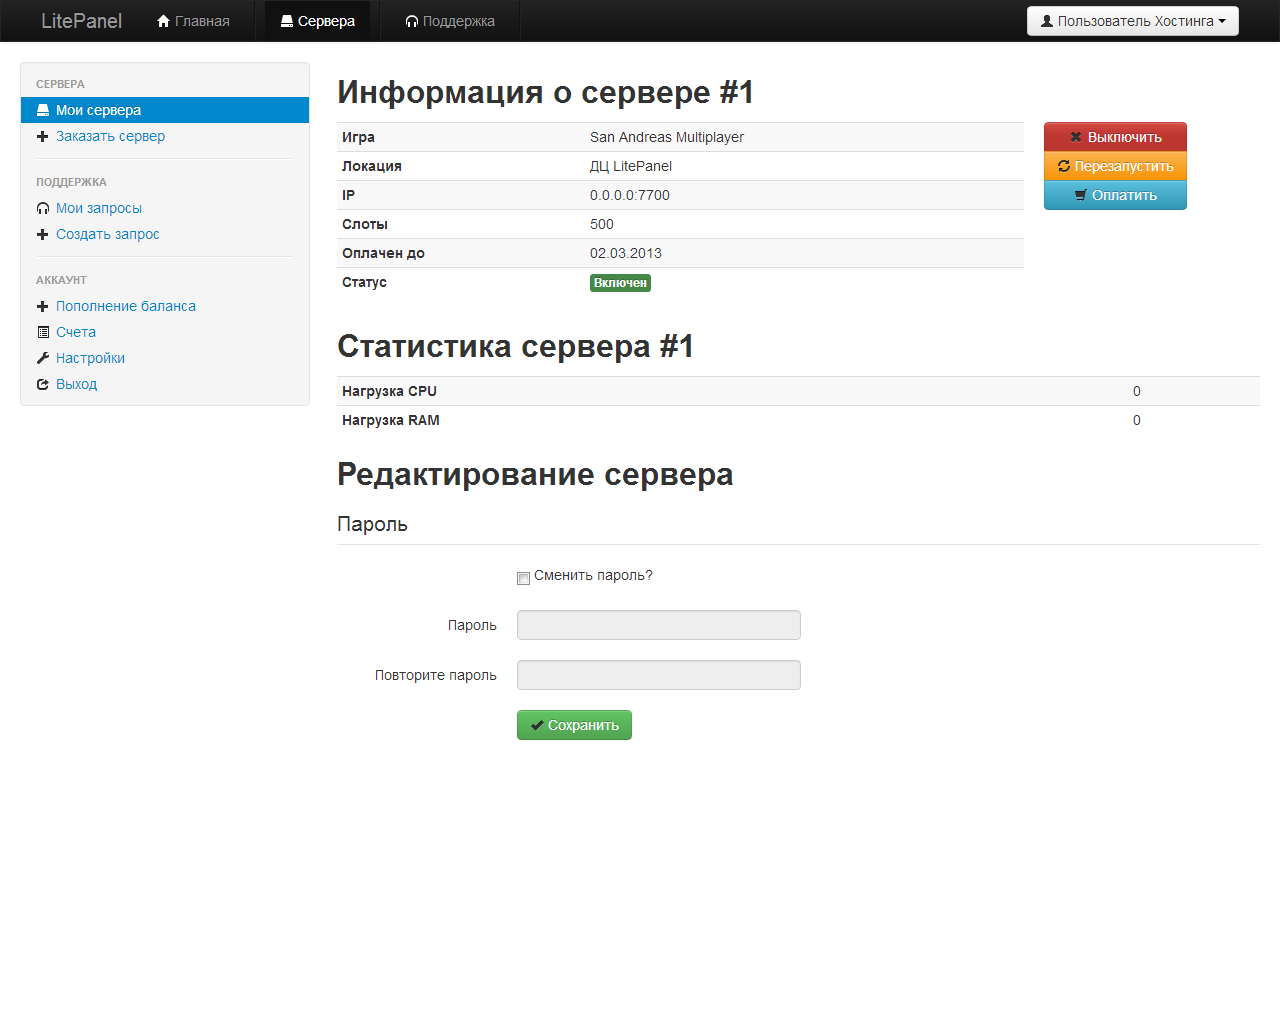 LitePanel Главная Сервера Поддержка Пользователь Хостинга
СЕРВЕРА
Мои сервера
Заказать сервер
ПОДДЕРЖКА
Мои запросы
Создать запрос
АККАУНТ
Пополнение баланса
Счета
Настройки
Выход
Информация о сервере #1
Игра San Andreas Multiplayer
Локация ДЦ LitePanel
IP 0.0.0.0:7700
Слоты 500
Оплачен до 02.03.2013
Статус Включен
Выключить
Перезапустить
Оплатить
Статистика сервера #1
Нагрузка CPU 0
Нагрузка RAM 0
Редактирование сервера
Пароль
Сменить пароль?
Пароль
Повторите пароль
Сохранить